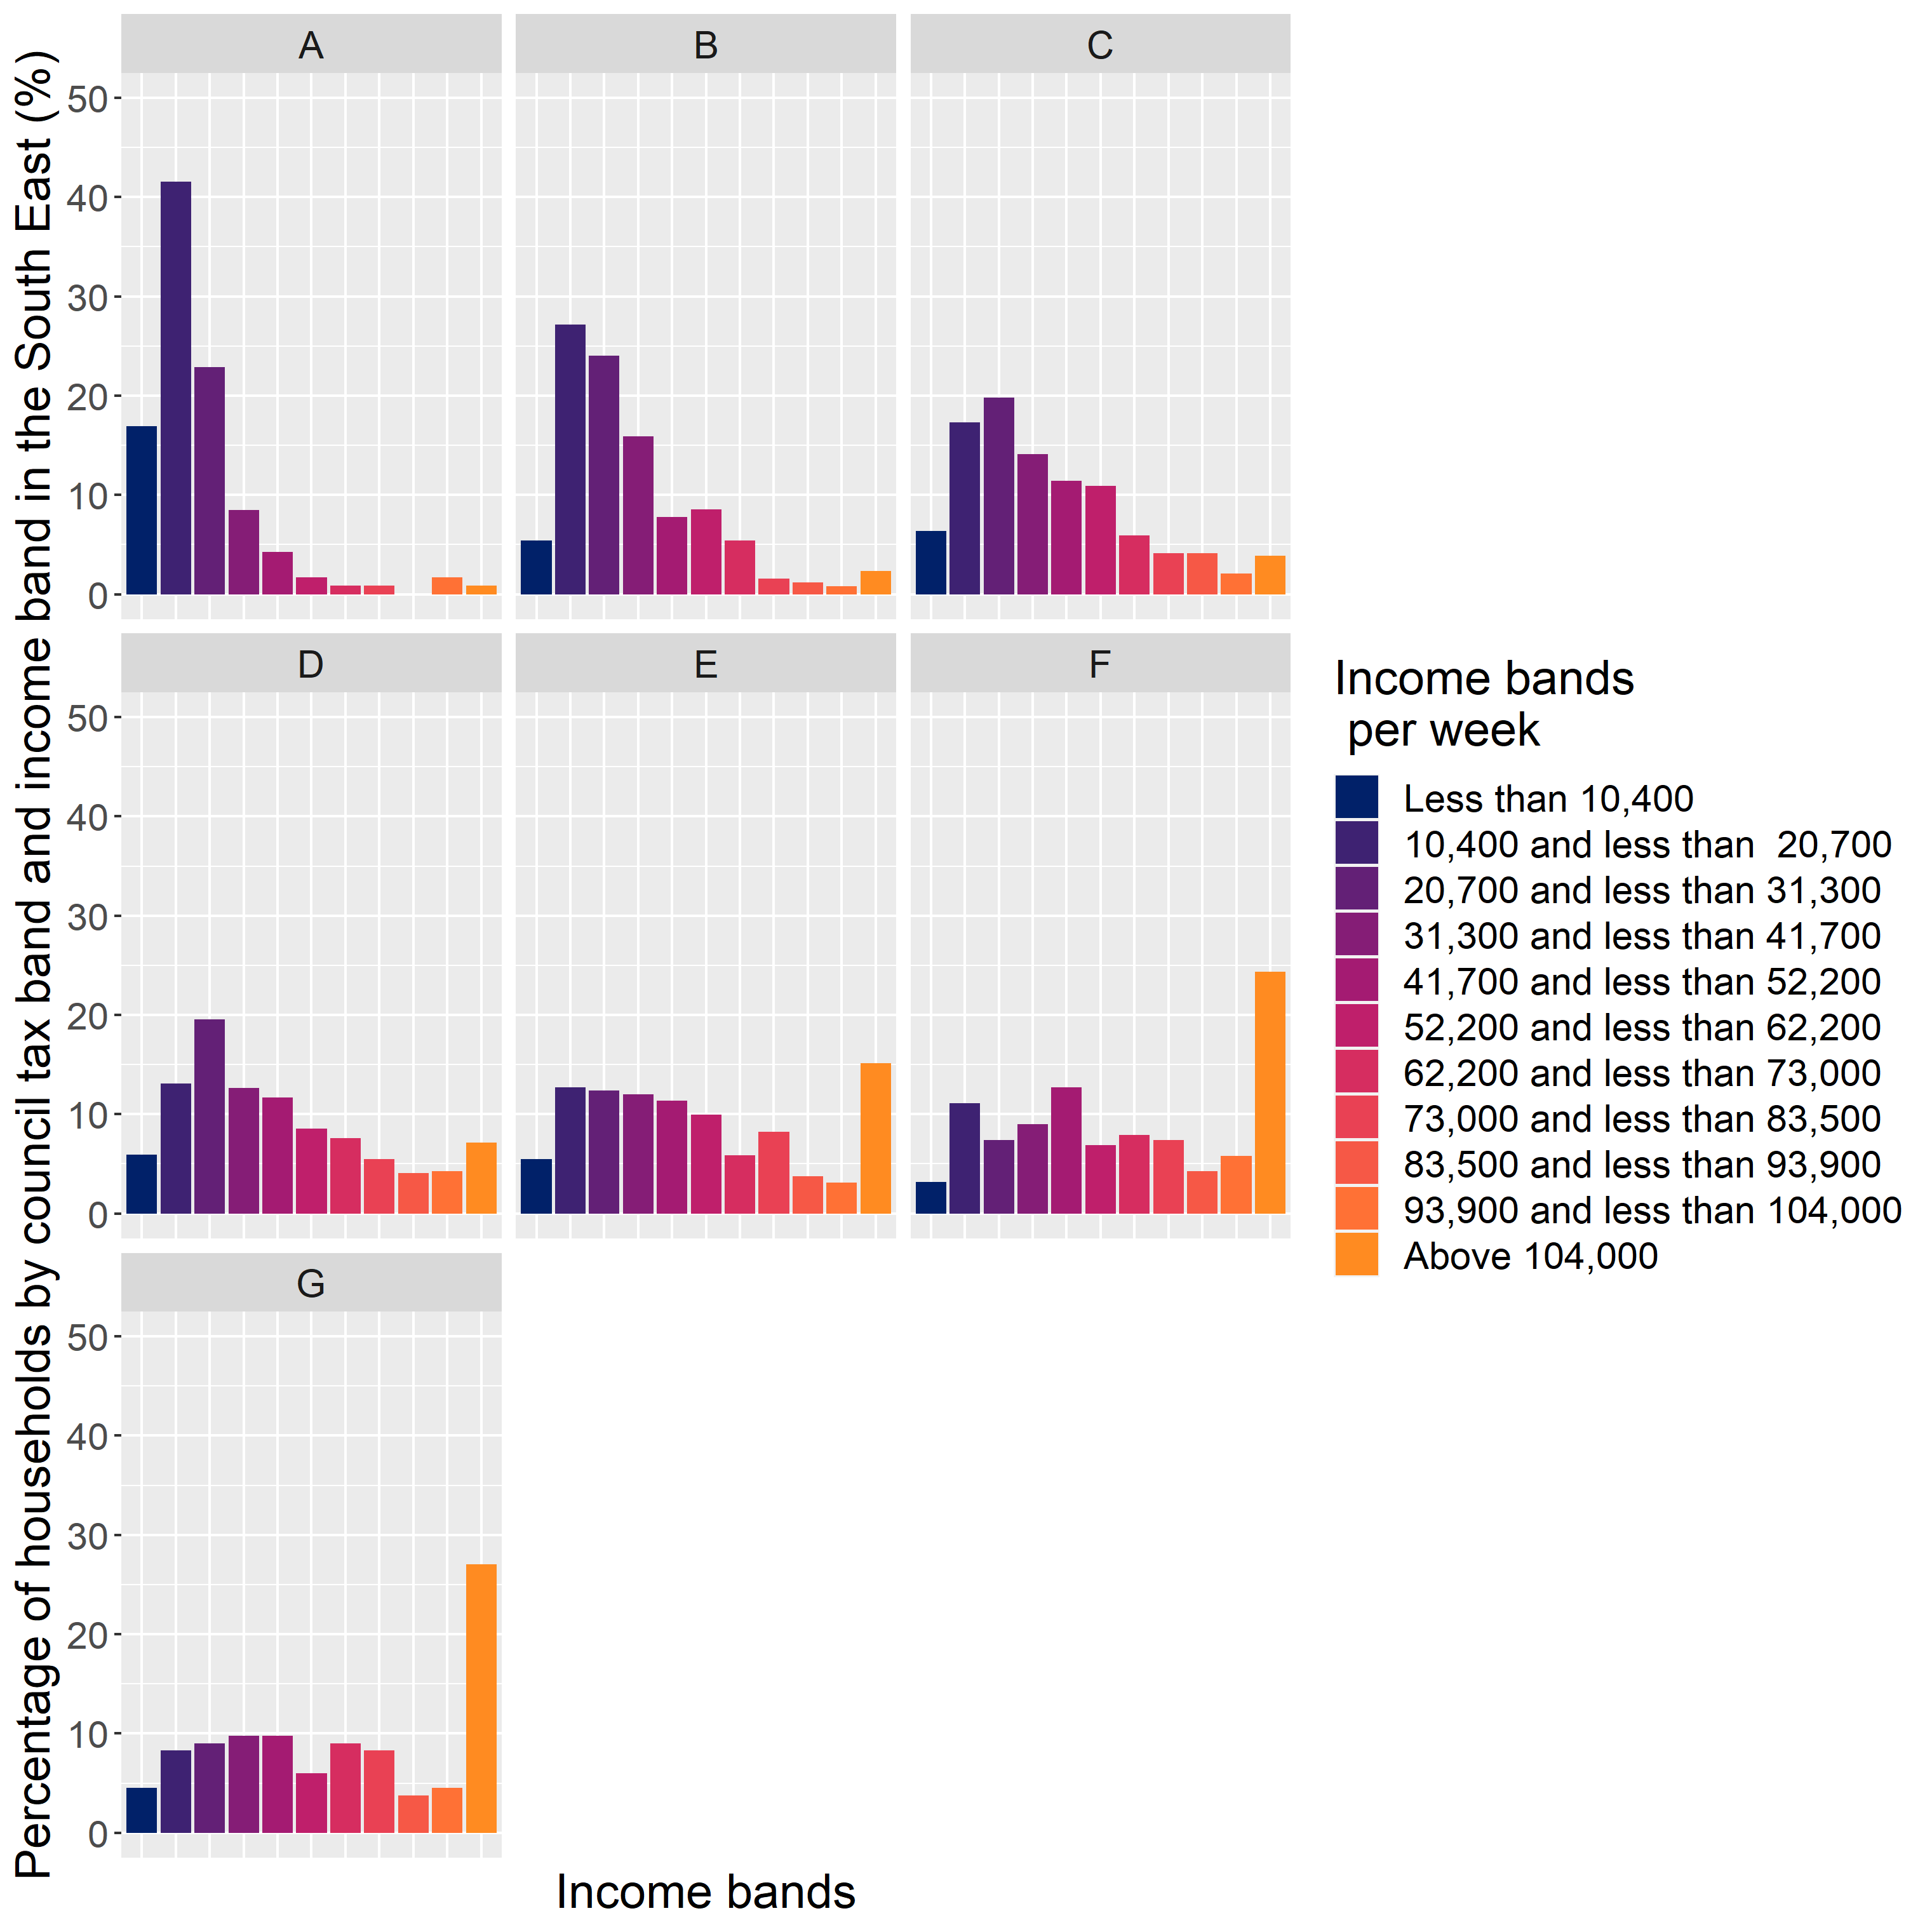 Percentage of households by council tax band and income band in the South East (%)
A
B
C
50
40
30
20
10
0
D
E
F
50
40
30
20
10
0
G
50
40
30
20
10
0
Income bands
Income bands
per week
Less than 10,400
10,400 and less than  20,700
20,700 and less than 31,300
31,300 and less than 41,700
41,700 and less than 52,200
52,200 and less than 62,200
62,200 and less than 73,000
73,000 and less than 83,500
83,500 and less than 93,900
93,900 and less than 104,000
Above 104,000